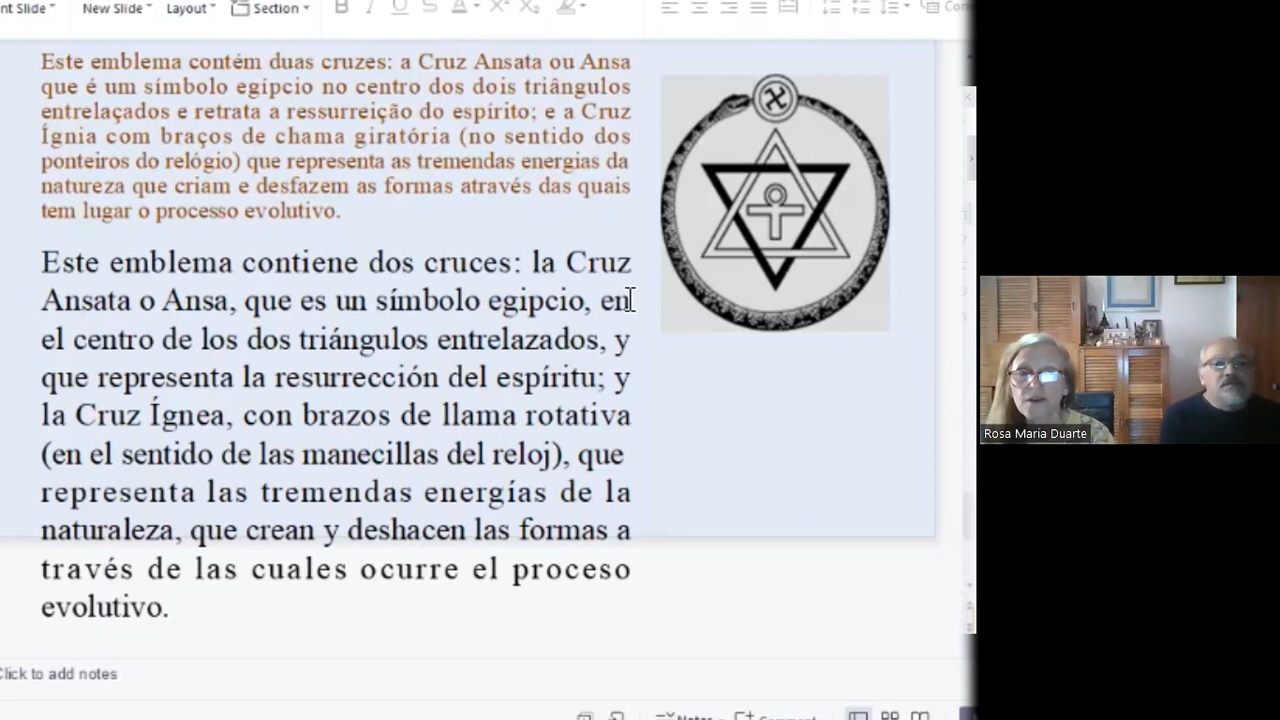 nt Slide
New Slide
Layout
Section
B I U S A X² X₂
Este emblema contém duas cruzes: a Cruz Ansata ou Ansa
que é um símbolo egípcio no centro dos dois triângulos
entrelaçados e retrata a ressurreição do espírito; e a Cruz
Ígnia com braços de chama giratória (no sentido dos
ponteiros do relógio) que representa as tremendas energias da
natureza que criam e desfazem as formas através das quais
tem lugar o processo evolutivo.
Este emblema contiene dos cruces: la Cruz
Ansata o Ansa, que es un símbolo egipcio, en
el centro de los dos triángulos entrelazados, y
que representa la resurrección del espíritu; y
la Cruz Ígnea, con brazos de llama rotativa
(en el sentido de las manecillas del reloj), que
representa las tremendas energías de la
naturaleza, que crean y deshacen las formas a
través de las cuales ocurre el proceso
evolutivo.
Rosa Maria Duarte
Click to add notes
Notes
Comment